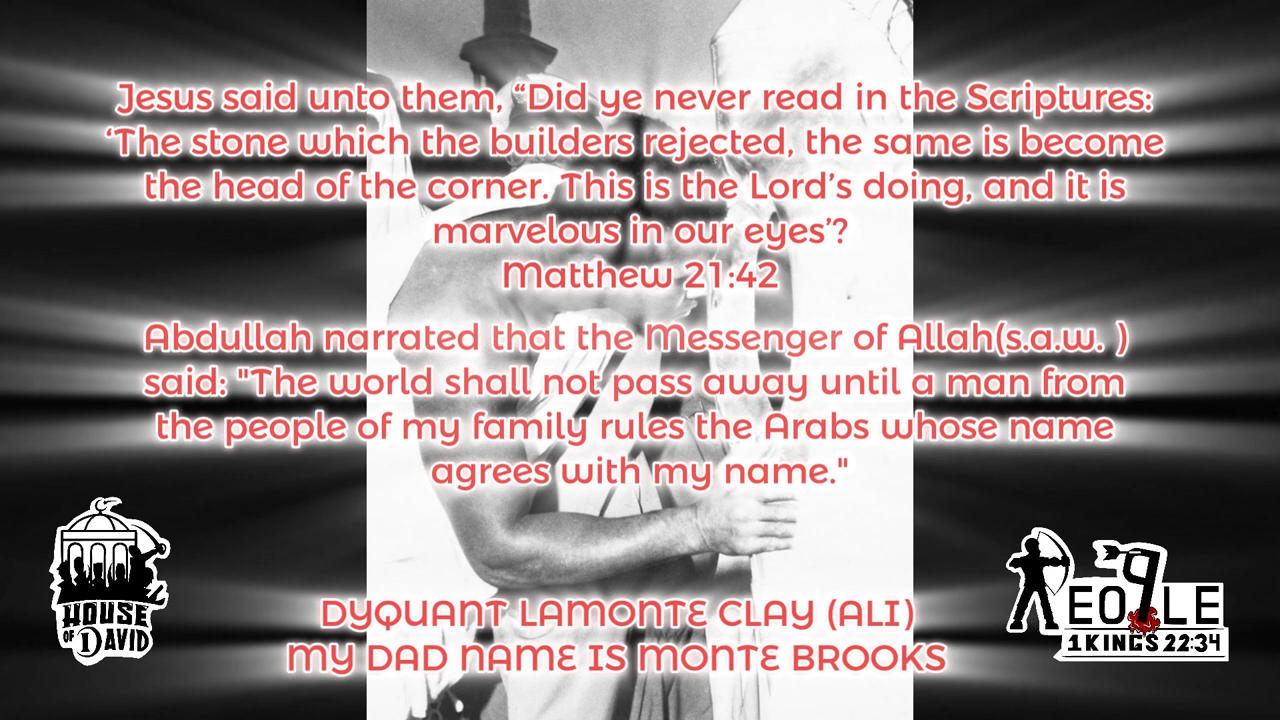 Jesus said unto them, “Did ye never read in the Scriptures:
‘The stone which the builders rejected, the same is become
the head of the corner. This is the Lord’s doing, and it is
marvelous in our eyes’?
Matthew 21:42
Abdullah narrated that the Messenger of Allah(s.a.w. )
said: "The world shall not pass away until a man from
the people of my family rules the Arabs whose name
agrees with my name."
HOUSE
OF DAVID
EOPLE
1 KINGS 22:34
DYQUANT LAMONTE CLAY (ALI)
MY DAD NAME IS MONTE BROOKS